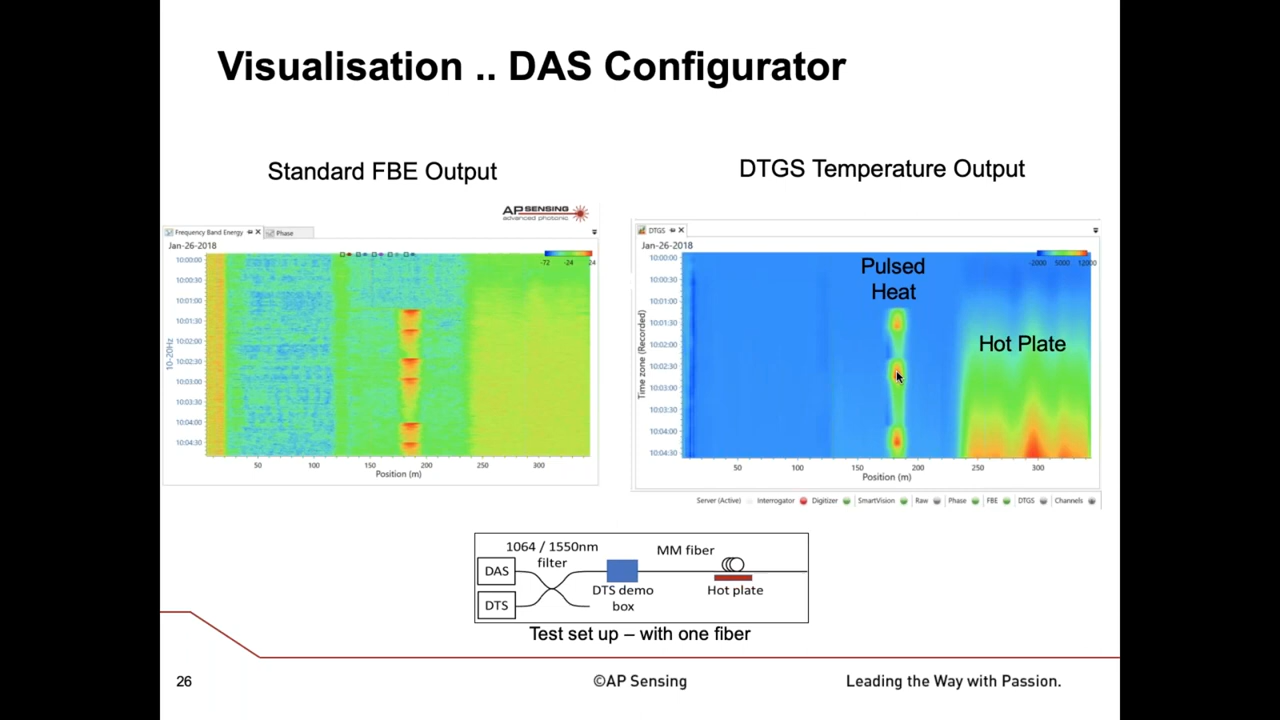 Visualisation .. DAS Configurator
Standard FBE Output
AP SENSING
advanced photonic
Frequency Band Energy
Phase
Jan-26-2018
-72 -24 24
10:00:00
10:00:30
10:01:00
10:01:30
10:02:00
10:02:30
10:03:00
10:03:30
10:04:00
10:04:30
10-20Hz
50 100 150 200 250 300
Position (m)
DTGS Temperature Output
DTGS
Jan-26-2018
-2000 5000 12000
Pulsed
Heat
Hot Plate
10:00:00
10:00:30
10:01:00
10:01:30
10:02:00
10:02:30
10:03:00
10:03:30
10:04:00
10:04:30
Time zone (Recorded)
50 100 150 200 250 300
Position (m)
Server (Active) Interrogator Digitizer SmartVision Raw Phase FBE DTGS Channels
1064 / 1550nm
filter
MM fiber
DAS
DTS
DTS demo
box
Hot plate
Test set up – with one fiber
26
©AP Sensing
Leading the Way with Passion.